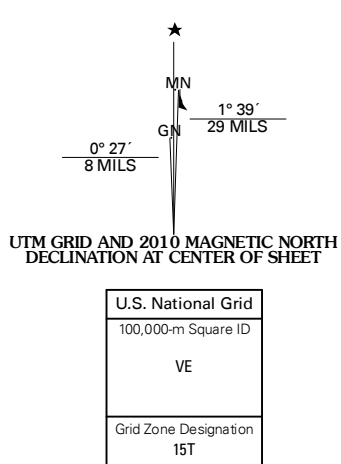 ★
MN
1° 39´
29 MILS
GN
0° 27´
8 MILS
UTM GRID AND 2010 MAGNETIC NORTH
DECLINATION AT CENTER OF SHEET
U.S. National Grid
100,000-m Square ID
VE
Grid Zone Designation
15T